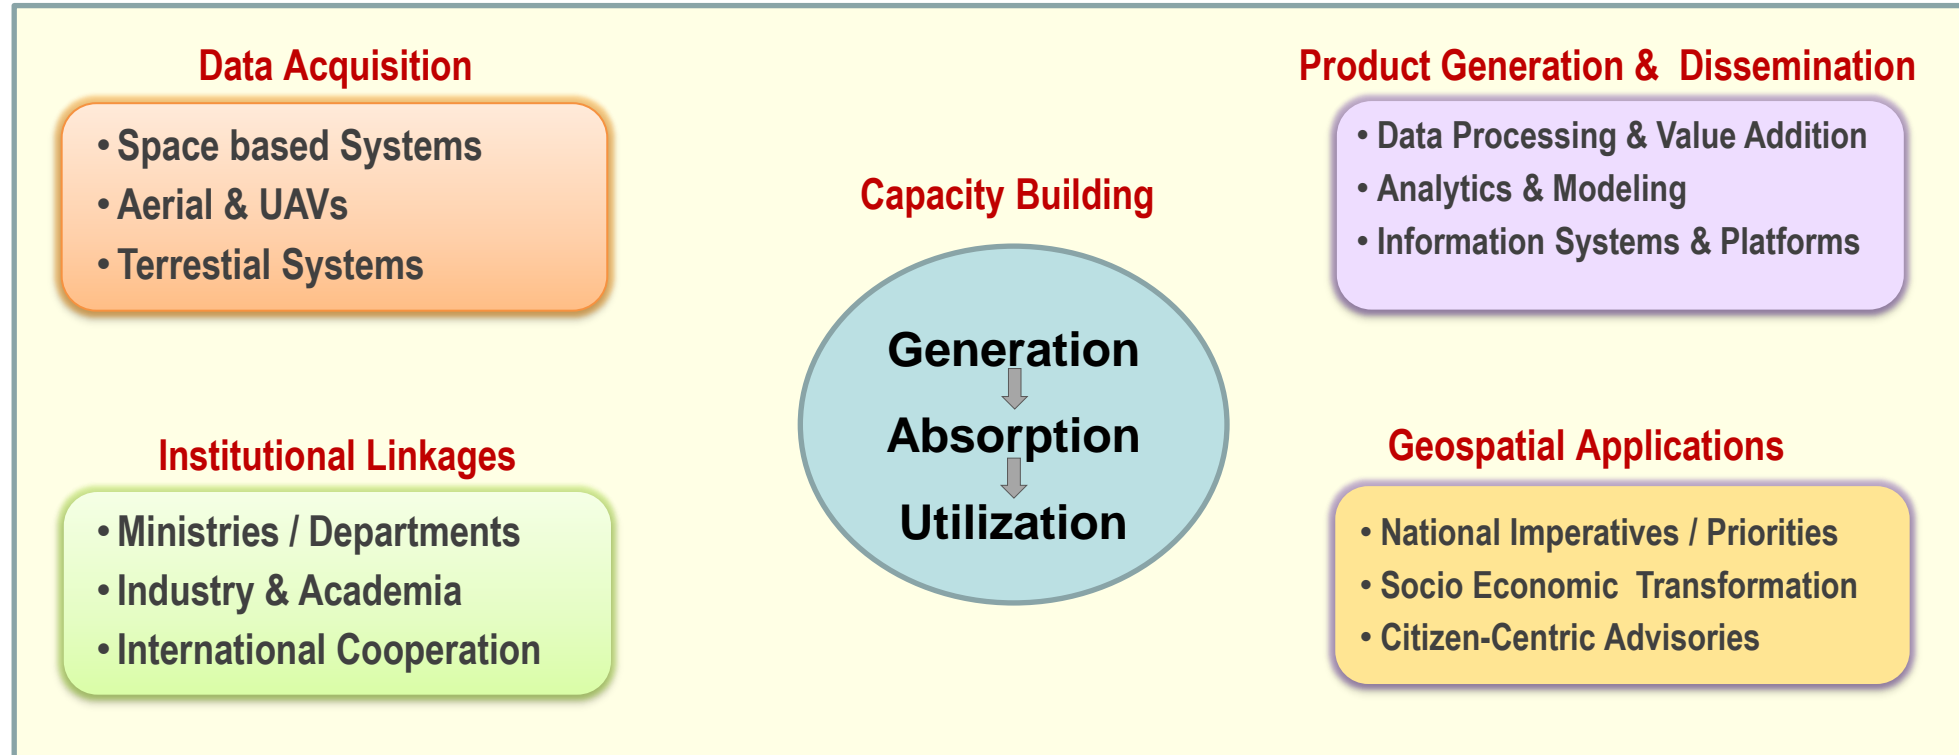 Data Acquisition
• Space based Systems
• Aerial & UAVs
• Terrestial Systems
Product Generation & Dissemination
• Data Processing & Value Addition
• Analytics & Modeling
• Information Systems & Platforms
Capacity Building
Generation
Absorption
Utilization
Institutional Linkages
• Ministries / Departments
• Industry & Academia
• International Cooperation
Geospatial Applications
• National Imperatives / Priorities
• Socio Economic Transformation
• Citizen-Centric Advisories